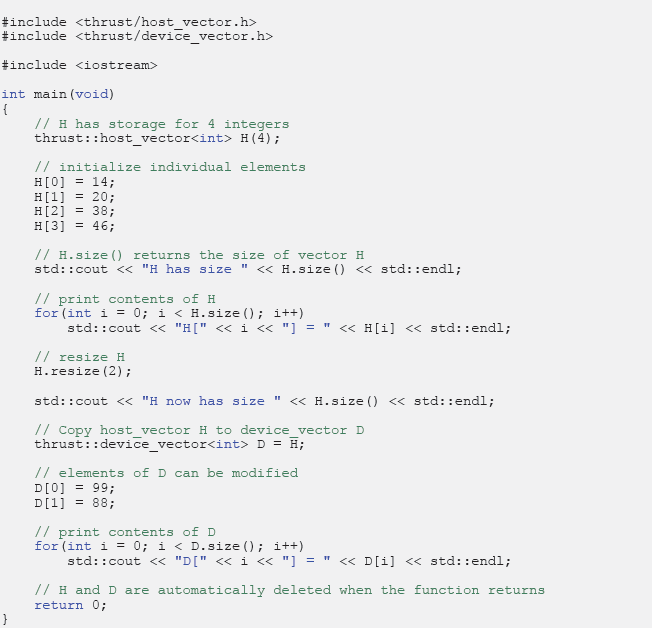 #include <thrust/host_vector.h>
#include <thrust/device_vector.h>

#include <iostream>

int main(void)
{
    // H has storage for 4 integers
    thrust::host_vector<int> H(4);

    // initialize individual elements
    H[0] = 14;
    H[1] = 20;
    H[2] = 38;
    H[3] = 46;

    // H.size() returns the size of vector H
    std::cout << "H has size " << H.size() << std::endl;

    // print contents of H
    for(int i = 0; i < H.size(); i++)
        std::cout << "H[" << i << "] = " << H[i] << std::endl;

    // resize H
    H.resize(2);

    std::cout << "H now has size " << H.size() << std::endl;

    // Copy host_vector H to device_vector D
    thrust::device_vector<int> D = H;

    // elements of D can be modified
    D[0] = 99;
    D[1] = 88;

    // print contents of D
    for(int i = 0; i < D.size(); i++)
        std::cout << "D[" << i << "] = " << D[i] << std::endl;

    // H and D are automatically deleted when the function returns
    return 0;
}